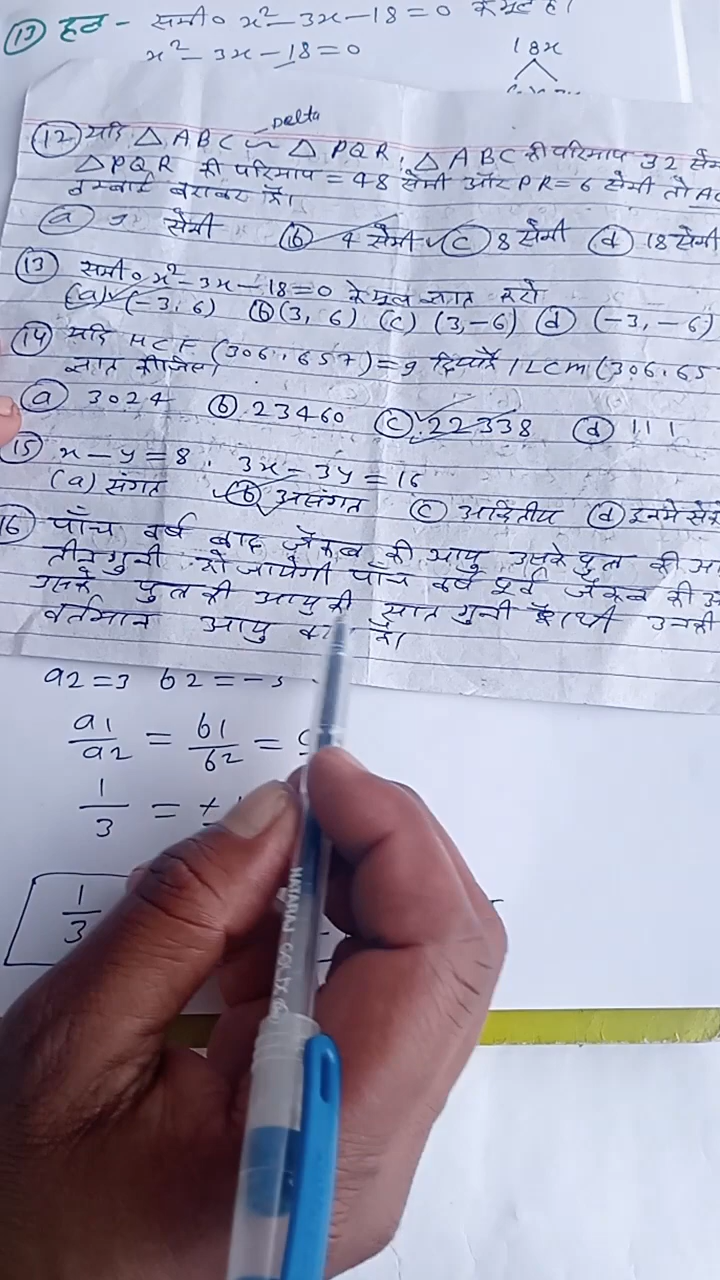 (13) हल - समी० x² - 3x - 18 = 0 के मूल हैं।
x² - 3x - 18 = 0
18x
Delta
(12) यदि △ABC ~ △PQR, △ABC की परिमाप 32 सेमी
△PQR की परिमाप = 48 सेमी और PR = 6 सेमी तो
लम्बाई बराबर है।
(a) 9 सेमी (b) 4 सेमी (c) 8 सेमी (d) 18 सेमी
(13) समी० x² - 3x - 18 = 0 के मूल ज्ञात करो
(a) (-3, 6) (b) (3, 6) (c) (3, -6) (d) (-3, -6)
(14) यदि HCF (306, 657) = 9 दिया है। LCM (306, 65
ज्ञात कीजिए।
(a) 3024 (b) 23460 (c) 22338 (d) 111
(15) x - y = 8, 3x - 3y = 16
(a) संगत (b) असंगत (c) अद्वितीय (d) इनमें से
16) पाँच वर्ष बाद जैकब की आयु उसके पुत्र की
तीन गुनी हो जायेगी पाँच वर्ष पूर्व जैकब की
उसके पुत्र की आयु की सात गुनी थी उनकी
वर्तमान आयु है।
a2 = 3 b2 = -3
a1/a2 = b1/b2 =
1/3 =
1/3
NATARAJ